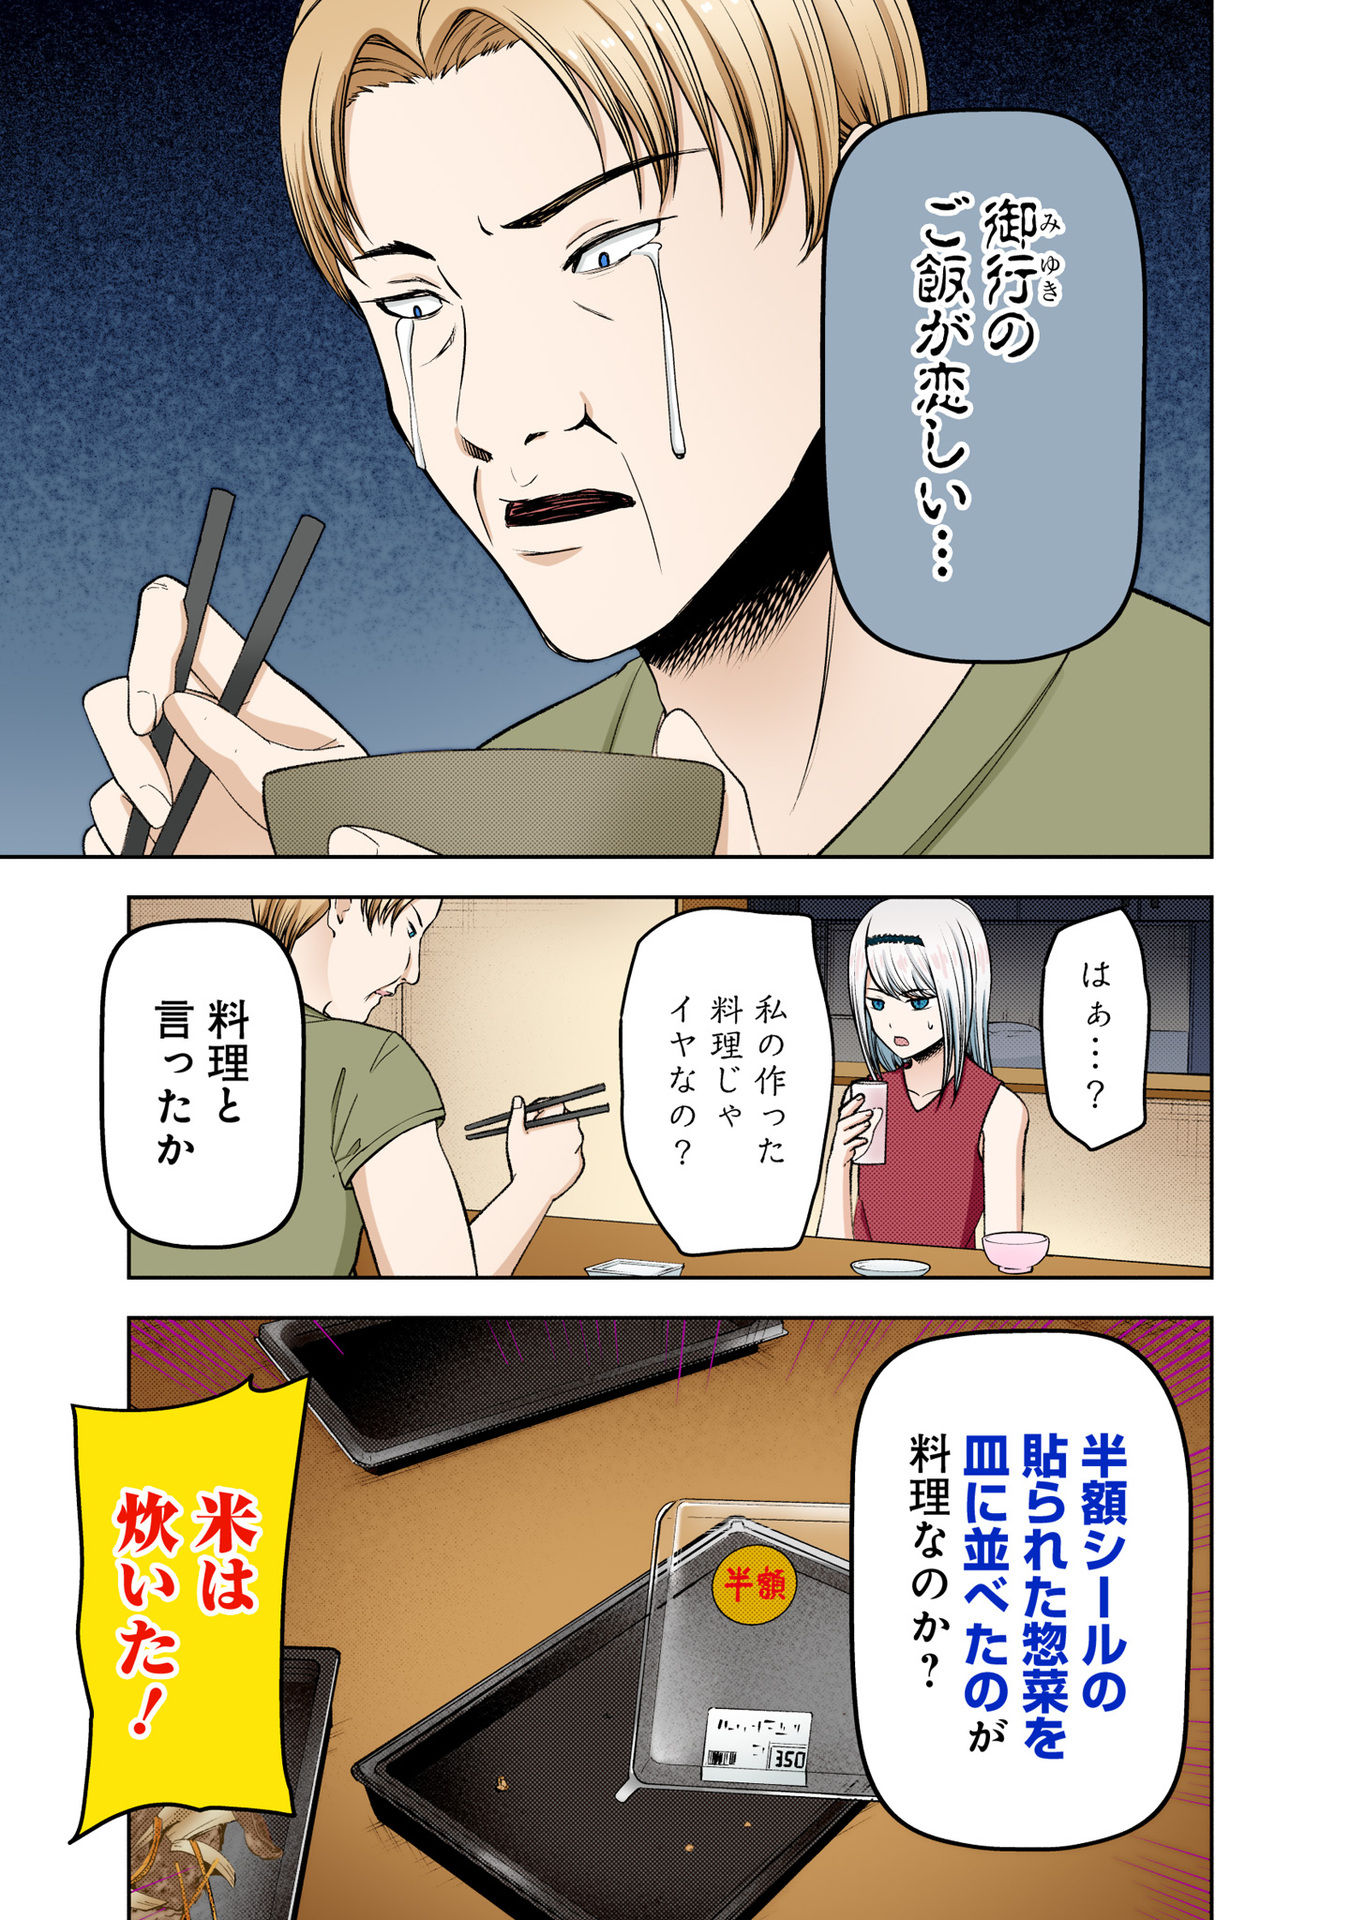 御行の
みゆき
ご飯が恋しい…
はぁ…？
私の作った
料理じゃ
イヤなの？
料理と
言ったか
半額シールの
貼られた惣菜を
皿に並べたのが
料理なのか？
半額
350
米は
炊いた！